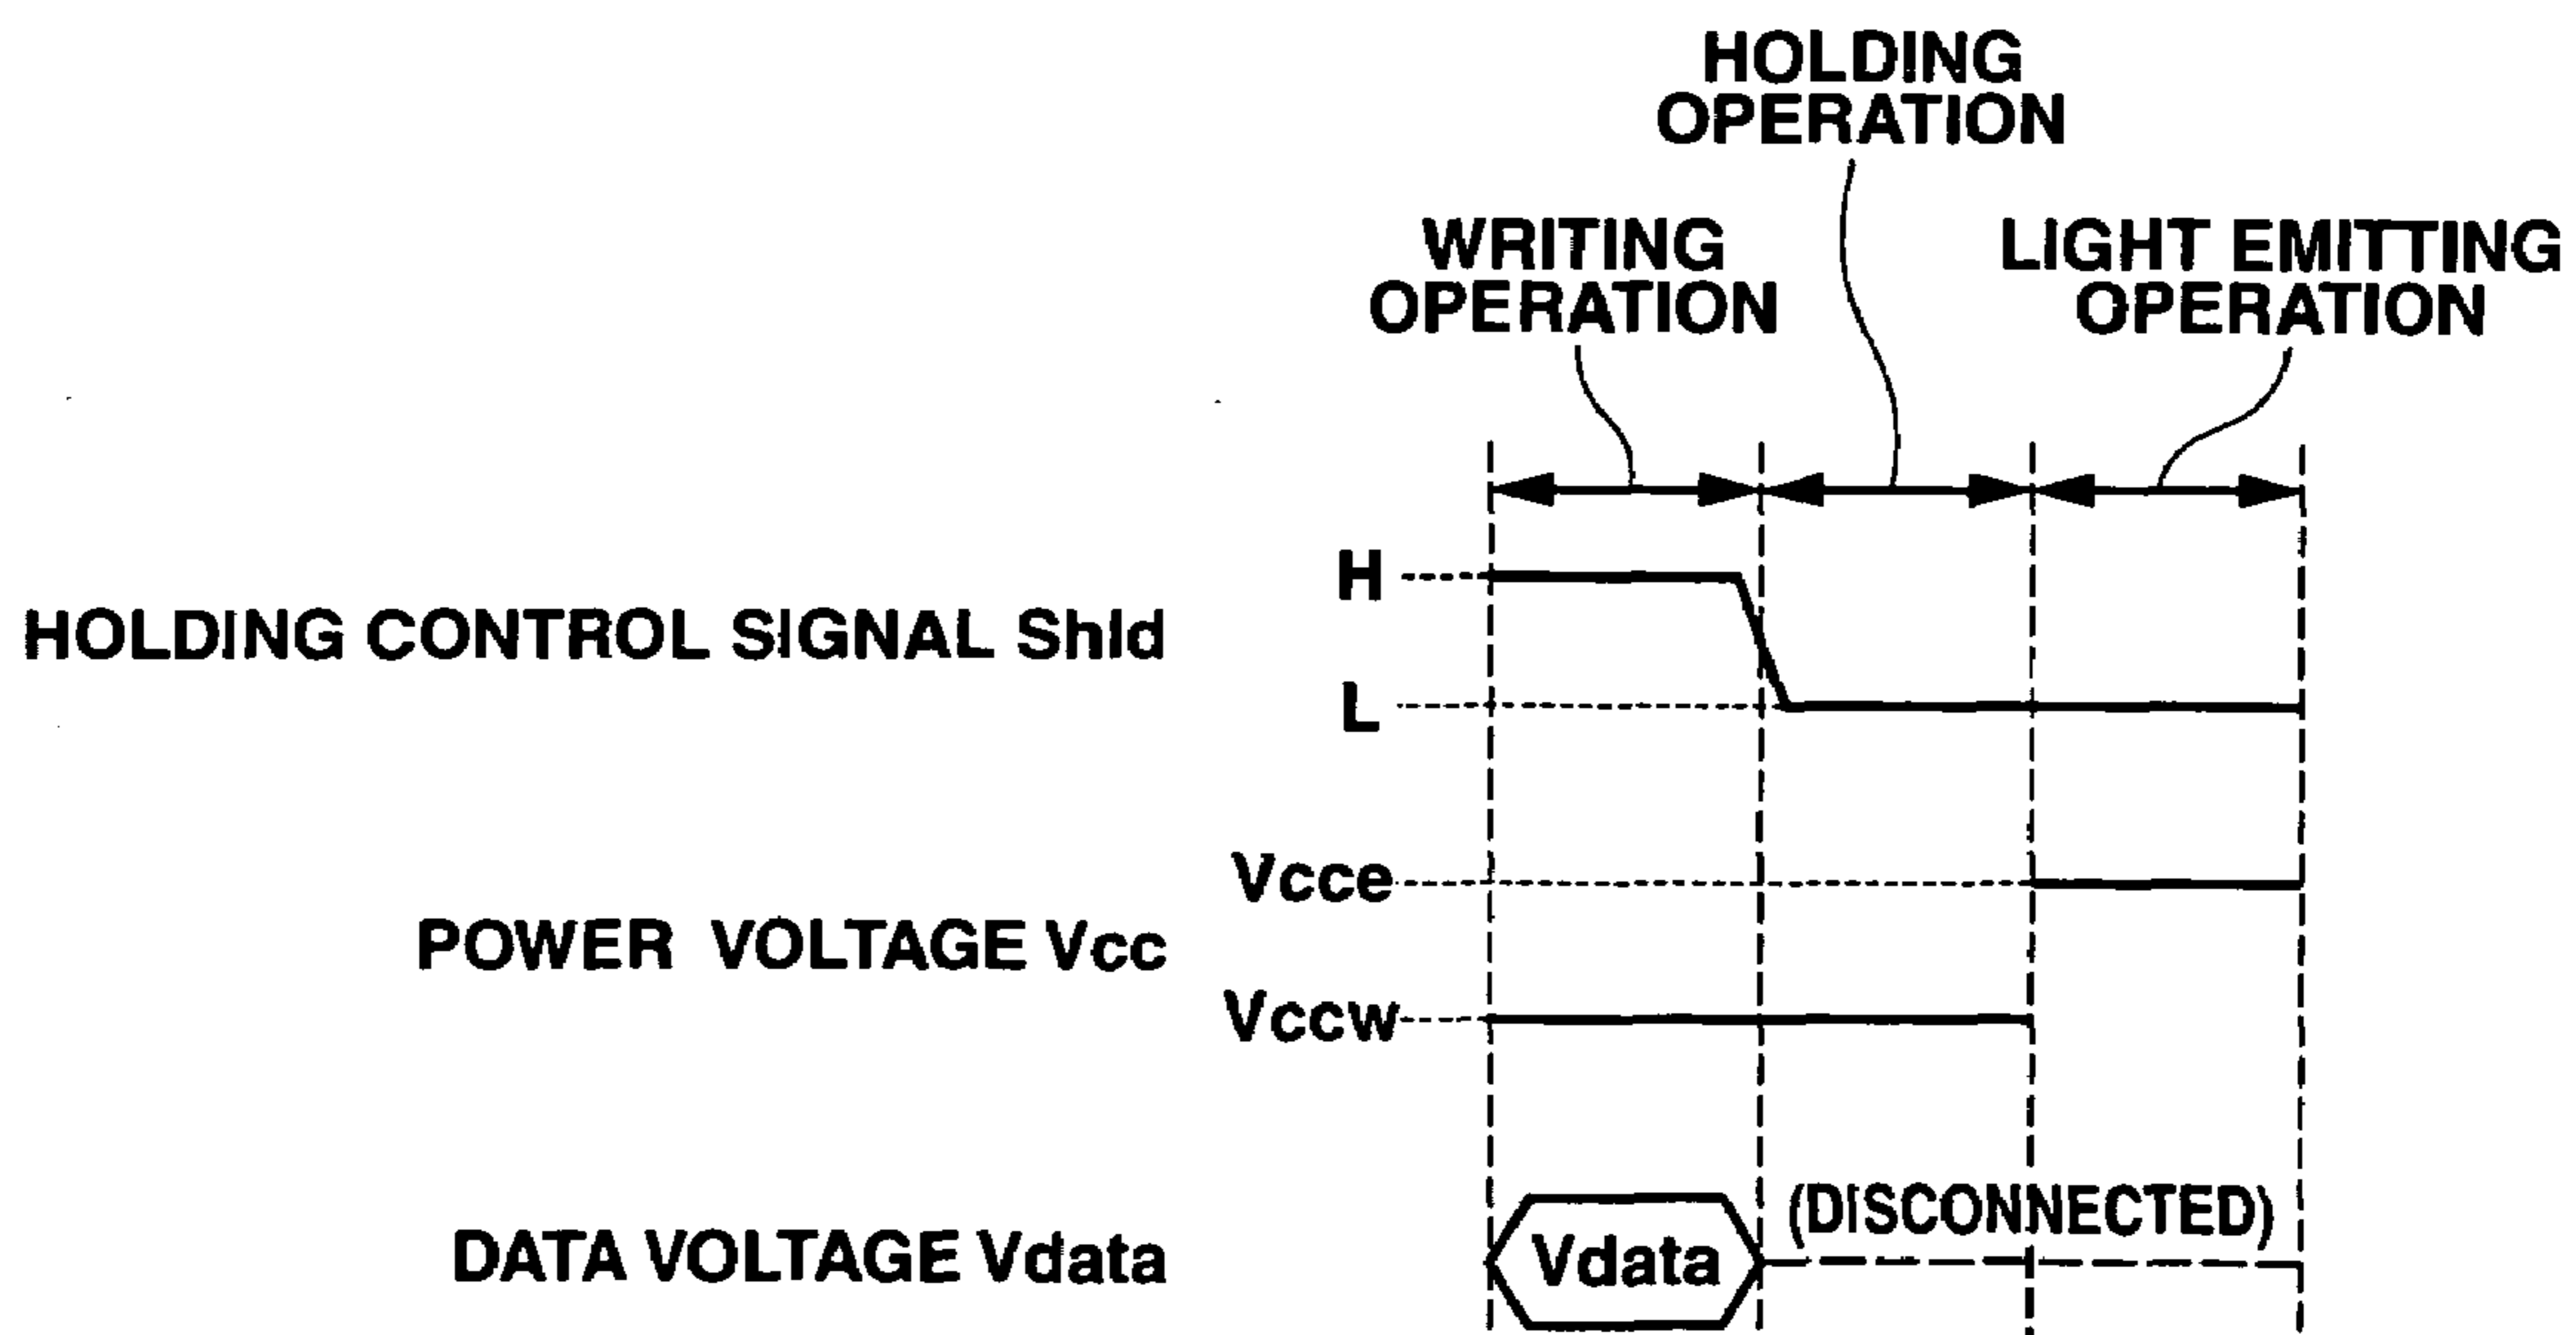 HOLDING
OPERATION
WRITING
OPERATION
LIGHT EMITTING
OPERATION
H
HOLDING CONTROL SIGNAL Shld
L
Vcce
POWER VOLTAGE Vcc
Vccw
(DISCONNECTED)
DATA VOLTAGE Vdata
Vdata